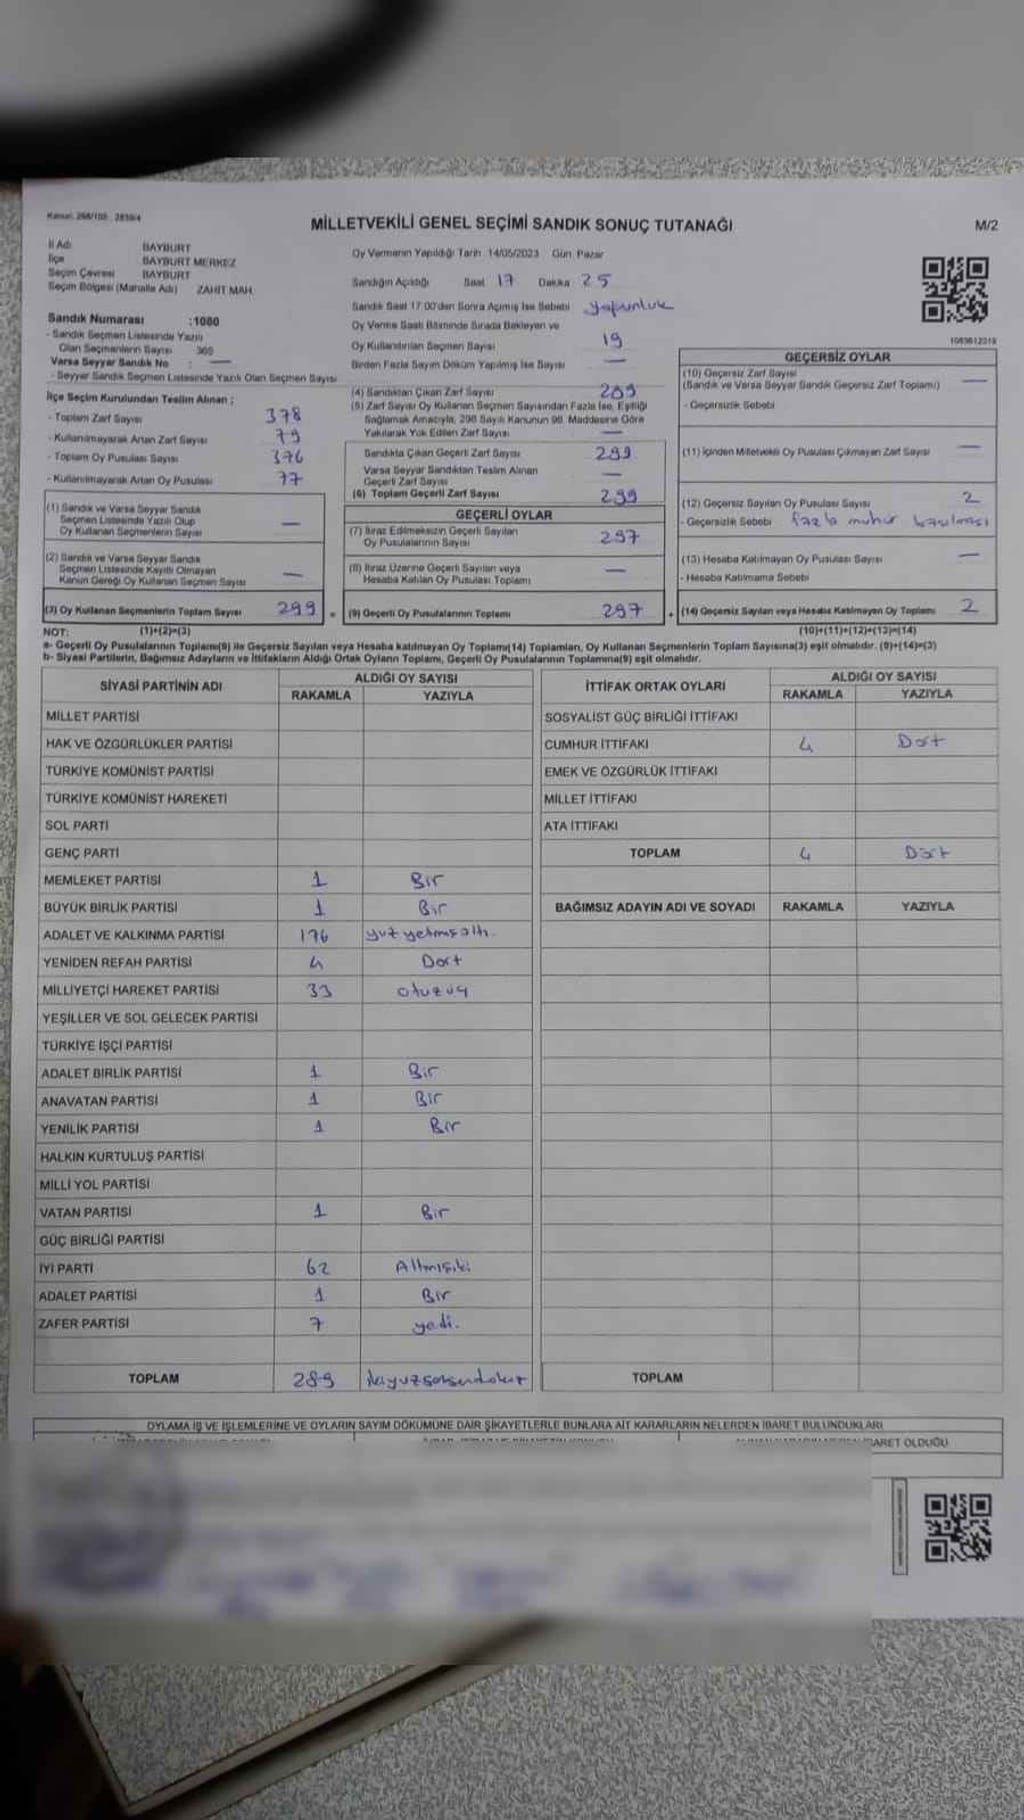 MİLLETVEKİLİ GENEL SEÇİMİ SANDIK SONUÇ TUTANAĞI
M/2
İl Adı BAYBURT
İlçe BAYBURT MERKEZ
Seçim Çevresi BAYBURT
Seçim Bölgesi (Mahalle Adı) ZAHİT MAH.
Sandık Numarası :1080
- Sandık Seçmen Listesinde Yazılı
Olan Seçmenlerin Sayısı 360
Varsa Seyyar Sandık No : —
- Seyyar Sandık Seçmen Listesinde Yazılı Olan Seçmen Sayısı
İlçe Seçim Kurulundan Teslim Alınan ;
- Toplam Zarf Sayısı 378
- Kullanılmayarak Artan Zarf Sayısı 79
- Toplam Oy Pusulası Sayısı 376
- Kullanılmayarak Artan Oy Pusulası 77
(1) Sandık ve Varsa Seyyar Sandık
Seçmen Listesinde Yazılı Olup
Oy Kullanan Seçmenlerin Sayısı —
(2) Sandık ve Varsa Seyyar Sandık
Seçmen Listesinde Kayıtlı Olmayan
Kanun Gereği Oy Kullanan Seçmen Sayısı —
(3) Oy Kullanan Seçmenlerin Toplam Sayısı 299 =
(1)+(2)=(3)
Oy Vermenin Yapıldığı Tarih 14/05/2023 Gün Pazar
Sandığın Açıldığı Saat 17 Dakika 25
Sandık Saat 17.00'den Sonra Açılmış İse Sebebi yoğunluk
Oy Verme Saati Bitiminde Sırada Bekleyen ve
Oy Kullandırılan Seçmen Sayısı 19
Birden Fazla Sayım Döküm Yapılmış İse Sayısı —
(4) Sandıktan Çıkan Zarf Sayısı 299
(5) Zarf Sayısı Oy Kullanan Seçmen Sayısından Fazla İse, Eşitliği
Sağlamak Amacıyla, 298 Sayılı Kanunun 98. Maddesine Göre
Yakılarak Yok Edilen Zarf Sayısı —
Sandıkta Çıkan Geçerli Zarf Sayısı 299
Varsa Seyyar Sandıktan Teslim Alınan
Geçerli Zarf Sayısı —
(6) Toplam Geçerli Zarf Sayısı 299
GEÇERLİ OYLAR
(7) İtiraz Edilmeksizin Geçerli Sayılan
Oy Pusulalarının Sayısı 297
(8) İtiraz Üzerine Geçerli Sayılan veya
Hesaba Katılan Oy Pusulası Toplamı —
(9) Geçerli Oy Pusulalarının Toplamı 297 +
GEÇERSİZ OYLAR
(10) Geçersiz Zarf Sayısı
(Sandık ve Varsa Seyyar Sandık Geçersiz Zarf Toplamı) —
- Geçersizlik Sebebi
(11) İçinden Milletvekili Oy Pusulası Çıkmayan Zarf Sayısı —
(12) Geçersiz Sayılan Oy Pusulası Sayısı 2
- Geçersizlik Sebebi fazla mühür basılması
(13) Hesaba Katılmayan Oy Pusulası Sayısı —
- Hesaba Katılmama Sebebi
(14) Geçersiz Sayılan veya Hesaba Katılmayan Oy Toplamı 2
(10)+(11)+(12)+(13)=(14)
NOT:
a- Geçerli Oy Pusulalarının Toplamı(9) ile Geçersiz Sayılan veya Hesaba katılmayan Oy Toplamı(14) Toplamları, Oy Kullanan Seçmenlerin Toplam Sayısına(3) eşit olmalıdır. (9)+(14)=(3)
b- Siyasi Partilerin, Bağımsız Adayların ve İttifakların Aldığı Ortak Oyların Toplamı, Geçerli Oy Pusulalarının Toplamına(9) eşit olmalıdır.
SİYASİ PARTİNİN ADI ALDIĞI OY SAYISI
RAKAMLA YAZIYLA
MİLLET PARTİSİ
HAK VE ÖZGÜRLÜKLER PARTİSİ
TÜRKİYE KOMÜNİST PARTİSİ
TÜRKİYE KOMÜNİST HAREKETİ
SOL PARTİ
GENÇ PARTİ
MEMLEKET PARTİSİ 1 Bir
BÜYÜK BİRLİK PARTİSİ 1 Bir
ADALET VE KALKINMA PARTİSİ 176 yüz yetmiş altı.
YENİDEN REFAH PARTİSİ 4 Dört
MİLLİYETÇİ HAREKET PARTİSİ 33 otuzüç
YEŞİLLER VE SOL GELECEK PARTİSİ
TÜRKİYE İŞÇİ PARTİSİ
ADALET BİRLİK PARTİSİ 1 Bir
ANAVATAN PARTİSİ 1 Bir
YENİLİK PARTİSİ 1 Bir
HALKIN KURTULUŞ PARTİSİ
MİLLİ YOL PARTİSİ
VATAN PARTİSİ 1 Bir
GÜÇ BİRLİĞİ PARTİSİ
İYİ PARTİ 62 Altmışiki
ADALET PARTİSİ 1 Bir
ZAFER PARTİSİ 7 yedi.
TOPLAM 289 ikiyüzseksendokuz
İTTİFAK ORTAK OYLARI ALDIĞI OY SAYISI
RAKAMLA YAZIYLA
SOSYALİST GÜÇ BİRLİĞİ İTTİFAKI
CUMHUR İTTİFAKI 4 Dört
EMEK VE ÖZGÜRLÜK İTTİFAKI
MİLLET İTTİFAKI
ATA İTTİFAKI
TOPLAM 4 Dört
BAĞIMSIZ ADAYIN ADI VE SOYADI RAKAMLA YAZIYLA
TOPLAM
OYLAMA İŞ VE İŞLEMLERİNE VE OYLARIN SAYIM DÖKÜMÜNE DAİR ŞİKAYETLERLE BUNLARA AİT KARARLARIN NELERDEN İBARET BULUNDUKLARI